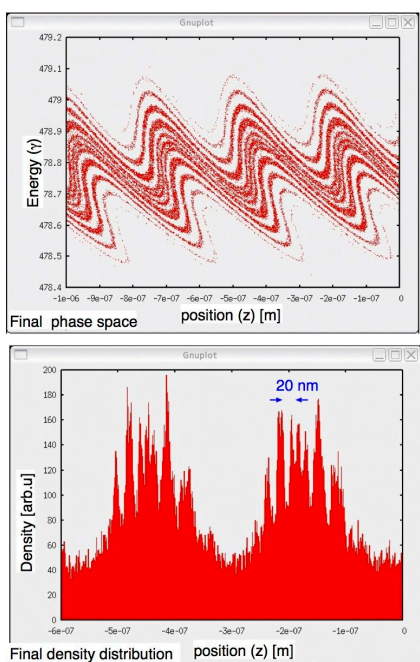 Gnuplot
479.2
479.1
479
478.9
478.8
478.7
478.6
478.5
478.4
Energy (γ)
-1e-06 -9e-07 -8e-07 -7e-07 -6e-07 -5e-07 -4e-07 -3e-07 -2e-07 -1e-07 0
position (z) [m]
Final phase space
Gnuplot
200
180
160
140
120
100
80
60
40
20
0
Density [arb.u]
20 nm
-6e-07 -5e-07 -4e-07 -3e-07 -2e-07 -1e-07 0
position (z) [m]
Final density distribution